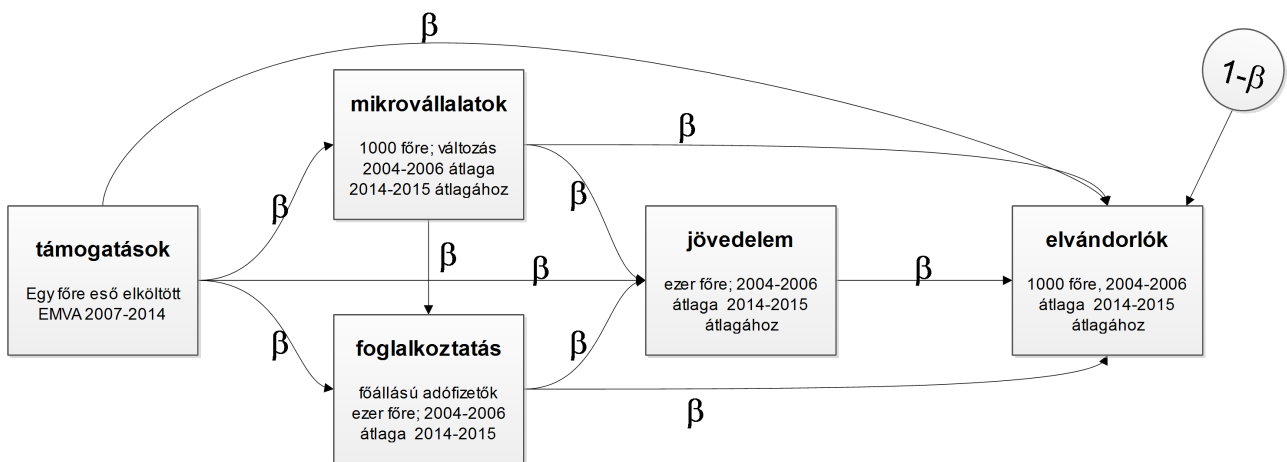 β
1-β
mikrovállalatok
1000 főre; változás
2004-2006 átlaga
2014-2015 átlagához
β
β
β
támogatások
Egy főre eső elköltött
EMVA 2007-2014
β
β
β
jövedelem
ezer főre; 2004-2006
átlaga 2014-2015
átlagához
β
elvándorlók
1000 főre, 2004-2006
átlaga 2014-2015
átlagához
β
foglalkoztatás
főállású adófizetők
ezer főre; 2004-2006
átlaga 2014-2015
β
β